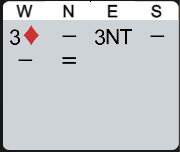 W N E S
3♦ – 3NT –
– =